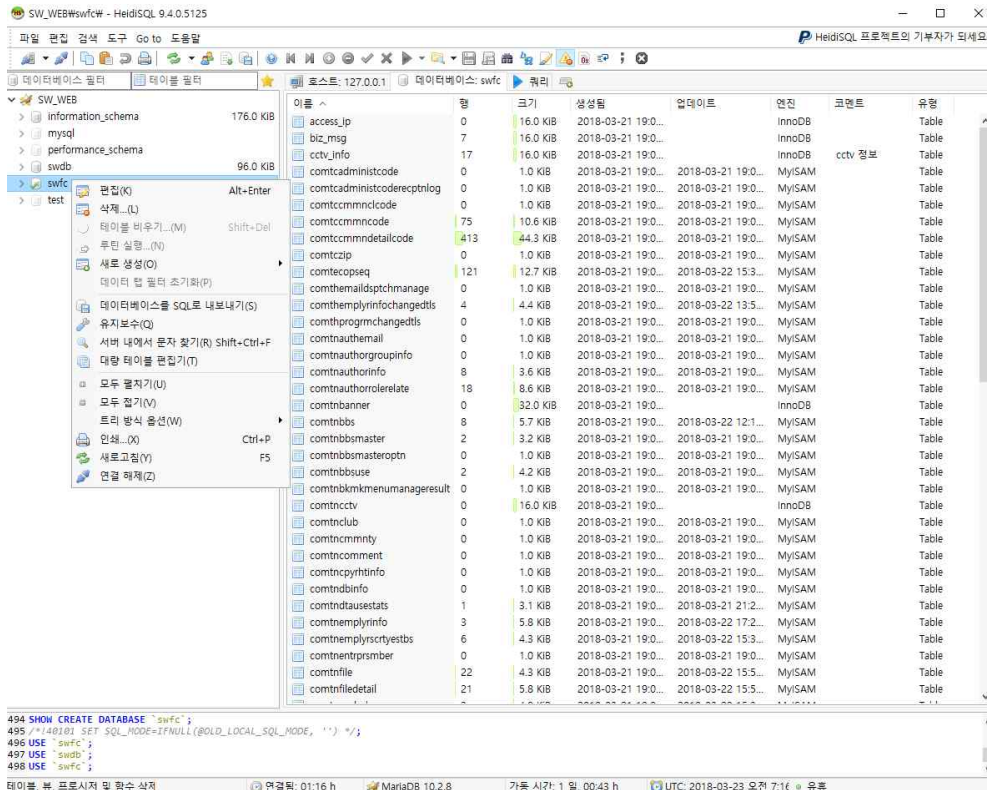 SW_WEB₩swfc₩ - HeidiSQL 9.4.0.5125
파일 편집 검색 도구 Go to 도움말
HeidiSQL 프로젝트의 기부자가 되세요
데이터베이스 필터 테이블 필터
호스트: 127.0.0.1 데이터베이스: swfc 쿼리
SW_WEB
information_schema 176.0 KiB
mysql
performance_schema
swdb 96.0 KiB
swfc
test
편집(K) Alt+Enter
삭제...(L)
테이블 비우기...(M) Shift+Del
루틴 실행...(N)
새로 생성(O)
데이터 탭 필터 초기화(P)
데이터베이스를 SQL로 내보내기(S)
유지보수(Q)
서버 내에서 문자 찾기(R) Shift+Ctrl+F
대량 테이블 편집기(T)
모두 펼치기(U)
모두 접기(V)
트리 방식 옵션(W)
인쇄...(X) Ctrl+P
새로고침(Y) F5
연결 해제(Z)
이름 행 크기 생성됨 업데이트 엔진 코멘트 유형
access_ip 0 16.0 KiB 2018-03-21 19:0... InnoDB Table
biz_msg 7 16.0 KiB 2018-03-21 19:0... InnoDB Table
cctv_info 17 16.0 KiB 2018-03-21 19:0... InnoDB cctv 정보 Table
comtcadministcode 0 1.0 KiB 2018-03-21 19:0... 2018-03-21 19:0... MyISAM Table
comtcadministcoderecptnlog 0 1.0 KiB 2018-03-21 19:0... 2018-03-21 19:0... MyISAM Table
comtccmmnclcode 0 1.0 KiB 2018-03-21 19:0... 2018-03-21 19:0... MyISAM Table
comtccmmncode 75 10.6 KiB 2018-03-21 19:0... 2018-03-21 19:0... MyISAM Table
comtccmmndetailcode 413 44.3 KiB 2018-03-21 19:0... 2018-03-21 19:0... MyISAM Table
comtczip 0 1.0 KiB 2018-03-21 19:0... 2018-03-21 19:0... MyISAM Table
comtecopseq 121 12.7 KiB 2018-03-21 19:0... 2018-03-22 15:3... MyISAM Table
comthemaildsptchmanage 0 1.0 KiB 2018-03-21 19:0... 2018-03-21 19:0... MyISAM Table
comthemplyrinfochangedtls 4 4.4 KiB 2018-03-21 19:0... 2018-03-22 13:5... MyISAM Table
comthprogrmchangedtls 0 1.0 KiB 2018-03-21 19:0... 2018-03-21 19:0... MyISAM Table
comtnauthemail 0 1.0 KiB 2018-03-21 19:0... 2018-03-21 19:0... MyISAM Table
comtnauthorgroupinfo 0 1.0 KiB 2018-03-21 19:0... 2018-03-21 19:0... MyISAM Table
comtnauthorinfo 8 3.6 KiB 2018-03-21 19:0... 2018-03-21 19:0... MyISAM Table
comtnauthorrolerelate 18 8.6 KiB 2018-03-21 19:0... 2018-03-21 19:0... MyISAM Table
comtnbanner 0 32.0 KiB 2018-03-21 19:0... InnoDB Table
comtnbbs 8 5.7 KiB 2018-03-21 19:0... 2018-03-22 12:1... MyISAM Table
comtnbbsmaster 2 3.2 KiB 2018-03-21 19:0... 2018-03-21 19:0... MyISAM Table
comtnbbsmasteroptn 0 1.0 KiB 2018-03-21 19:0... 2018-03-21 19:0... MyISAM Table
comtnbbsuse 2 4.2 KiB 2018-03-21 19:0... 2018-03-21 19:0... MyISAM Table
comtnbkmkmenumanageresult 0 1.0 KiB 2018-03-21 19:0... 2018-03-21 19:0... MyISAM Table
comtncctv 0 16.0 KiB 2018-03-21 19:0... InnoDB Table
comtnclub 0 1.0 KiB 2018-03-21 19:0... 2018-03-21 19:0... MyISAM Table
comtncmmnty 0 1.0 KiB 2018-03-21 19:0... 2018-03-21 19:0... MyISAM Table
comtncomment 0 1.0 KiB 2018-03-21 19:0... 2018-03-21 19:0... MyISAM Table
comtncpyrhtinfo 0 1.0 KiB 2018-03-21 19:0... 2018-03-21 19:0... MyISAM Table
comtndbinfo 0 1.0 KiB 2018-03-21 19:0... 2018-03-21 19:0... MyISAM Table
comtndtausestats 1 3.1 KiB 2018-03-21 19:0... 2018-03-21 21:2... MyISAM Table
comtnemplyrinfo 3 5.8 KiB 2018-03-21 19:0... 2018-03-22 17:2... MyISAM Table
comtnemplyrscrtyestbs 6 4.3 KiB 2018-03-21 19:0... 2018-03-22 15:3... MyISAM Table
comtnentrprsmber 0 1.0 KiB 2018-03-21 19:0... 2018-03-21 19:0... MyISAM Table
comtnfile 22 4.3 KiB 2018-03-21 19:0... 2018-03-22 15:5... MyISAM Table
comtnfiledetail 21 5.8 KiB 2018-03-21 19:0... 2018-03-22 15:5... MyISAM Table
494 SHOW CREATE DATABASE `swfc`;
495 /*!40101 SET SQL_MODE=IFNULL(@OLD_LOCAL_SQL_MODE, '') */;
496 USE `swfc`;
497 USE `swdb`;
498 USE `swfc`;
테이블, 뷰, 프로시저 및 함수 삭제 연결됨: 01:16 h MariaDB 10.2.8 가동 시간: 1 일, 00:43 h UTC: 2018-03-23 오전 7:16 유휴